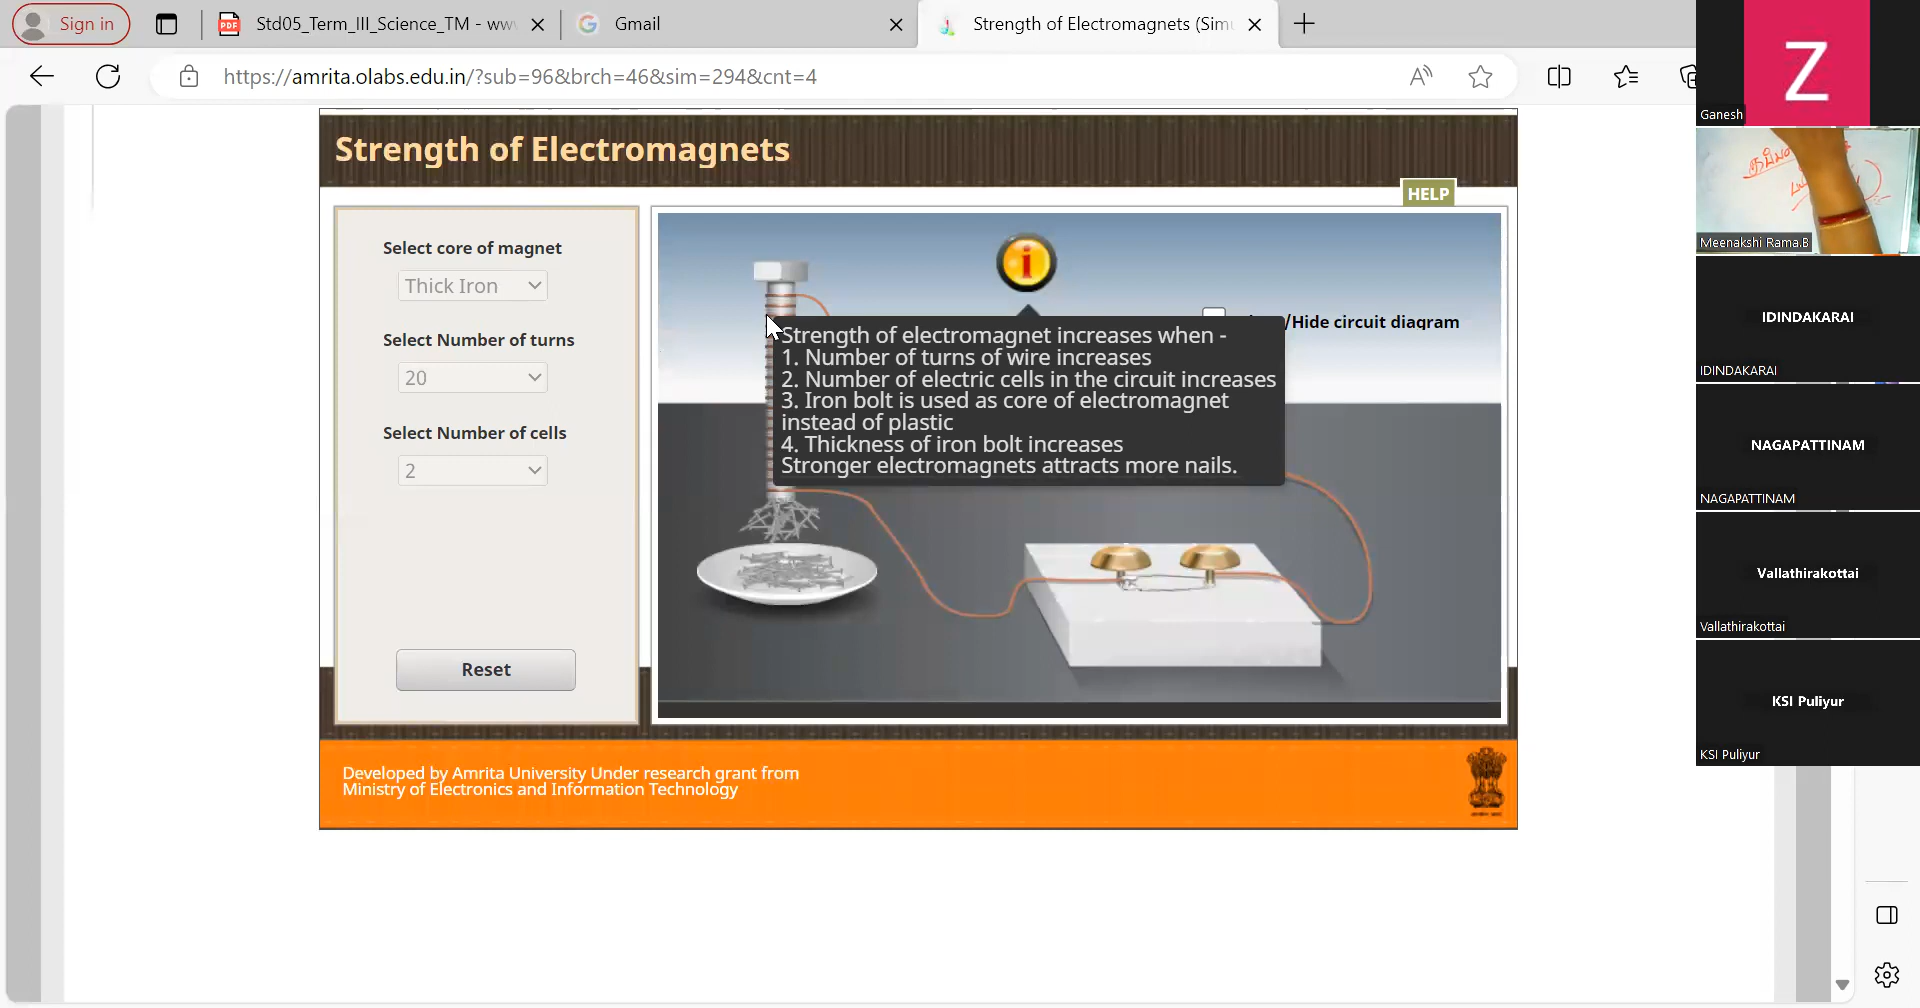 Sign in
Std05_Term_III_Science_TM - ww
Gmail
Strength of Electromagnets (Sim
https://amrita.olabs.edu.in/?sub=96&brch=46&sim=294&cnt=4
Strength of Electromagnets
HELP
Select core of magnet
Thick Iron
Select Number of turns
20
Select Number of cells
2
Reset
i
/Hide circuit diagram
Strength of electromagnet increases when -
1. Number of turns of wire increases
2. Number of electric cells in the circuit increases
3. Iron bolt is used as core of electromagnet
instead of plastic
4. Thickness of iron bolt increases
Stronger electromagnets attracts more nails.
Developed by Amrita University Under research grant from
Ministry of Electronics and Information Technology
Z
Ganesh
Meenakshi Rama.B
IDINDAKARAI
IDINDAKARAI
NAGAPATTINAM
NAGAPATTINAM
Vallathirakottai
Vallathirakottai
KSI Puliyur
KSI Puliyur